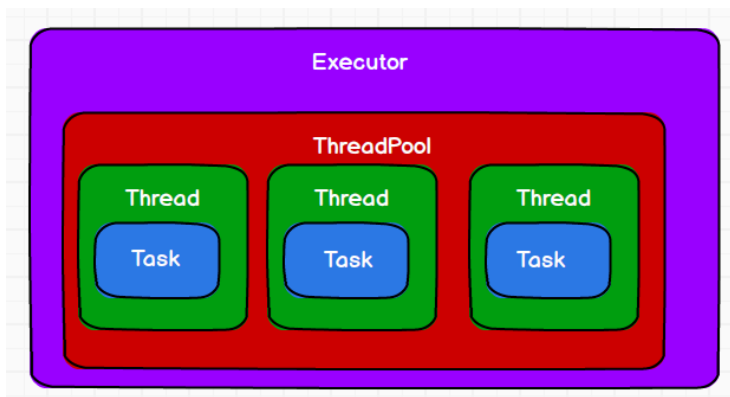 Executor
ThreadPool
Thread Thread Thread
Task Task Task